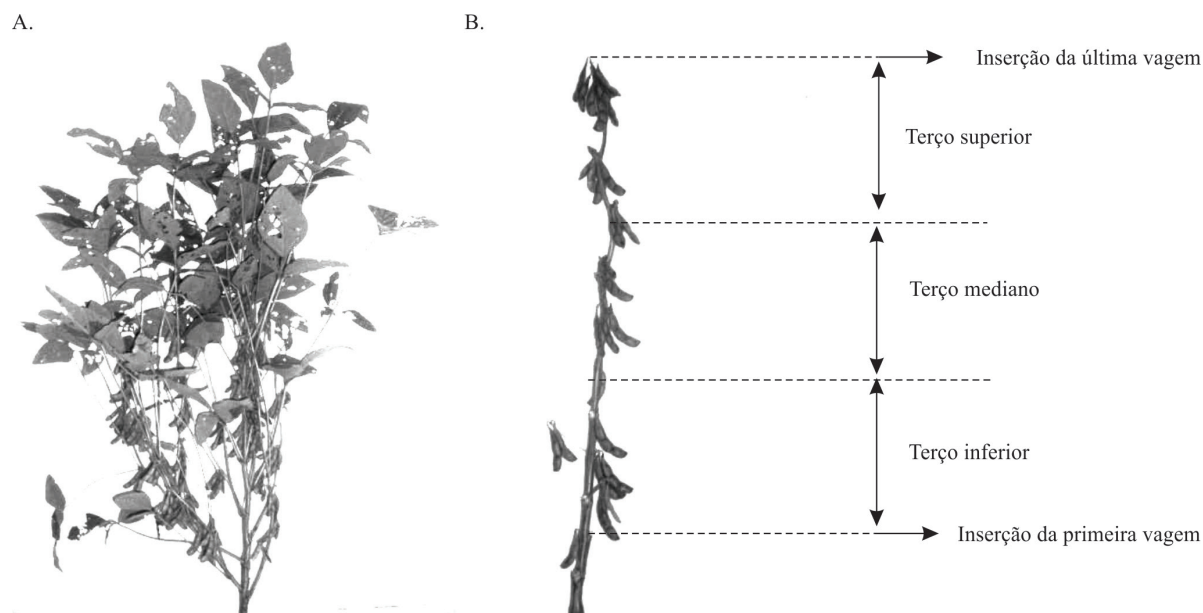 A.
B.
Inserção da última vagem
Terço superior
Terço mediano
Terço inferior
Inserção da primeira vagem